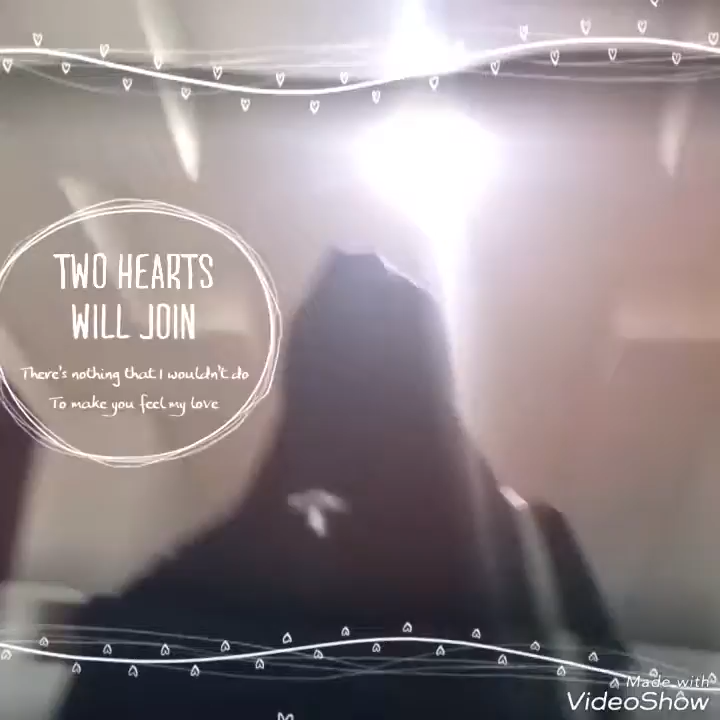 TWO HEARTS
WILL JOIN
There's nothing that I wouldn't do
To make you feel my love
Made with
VideoShow